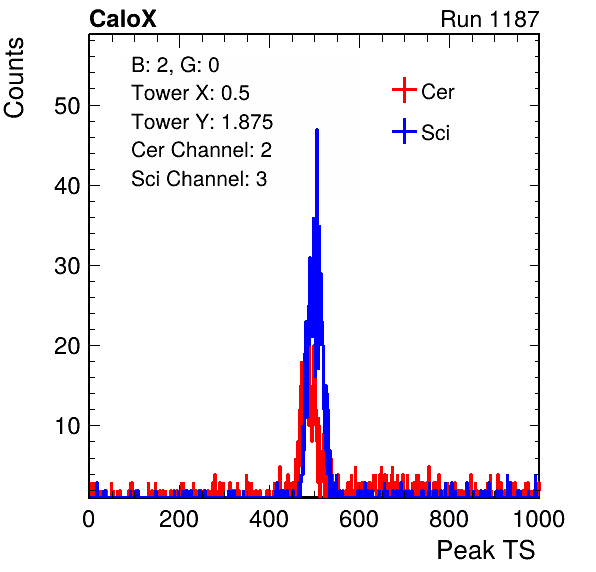 CaloX Run 1187
Counts
B: 2, G: 0
Tower X: 0.5
Tower Y: 1.875
Cer Channel: 2
Sci Channel: 3
Cer
Sci
50
40
30
20
10
0 200 400 600 800 1000
Peak TS